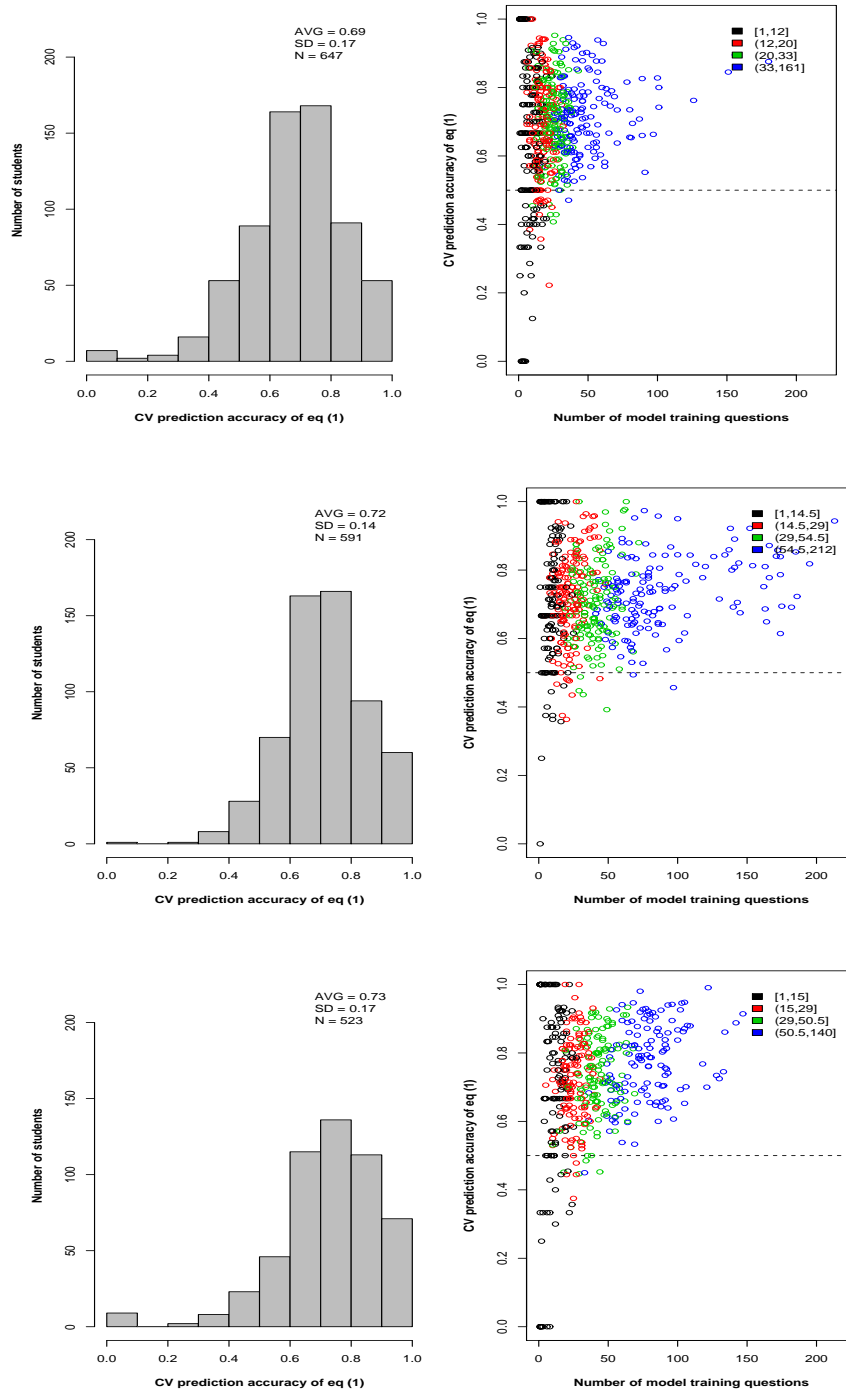 AVG = 0.69
SD = 0.17
N = 647
Number of students
0 50 100 150 200
0.0 0.2 0.4 0.6 0.8 1.0
CV prediction accuracy of eq (1)
[1,12]
(12,20]
(20,33]
(33,161]
CV prediction accuracy of eq (1)
0.0 0.2 0.4 0.6 0.8 1.0
0 50 100 150 200
Number of model training questions
AVG = 0.72
SD = 0.14
N = 591
Number of students
0 50 100 150 200
0.0 0.2 0.4 0.6 0.8 1.0
CV prediction accuracy of eq (1)
[1,14.5]
(14.5,29]
(29,54.5]
(54.5,212]
CV prediction accuracy of eq (1)
0.0 0.2 0.4 0.6 0.8 1.0
0 50 100 150 200
Number of model training questions
AVG = 0.73
SD = 0.17
N = 523
Number of students
0 50 100 150 200
0.0 0.2 0.4 0.6 0.8 1.0
CV prediction accuracy of eq (1)
[1,15]
(15,29]
(29,50.5]
(50.5,140]
CV prediction accuracy of eq (1)
0.0 0.2 0.4 0.6 0.8 1.0
0 50 100 150 200
Number of model training questions